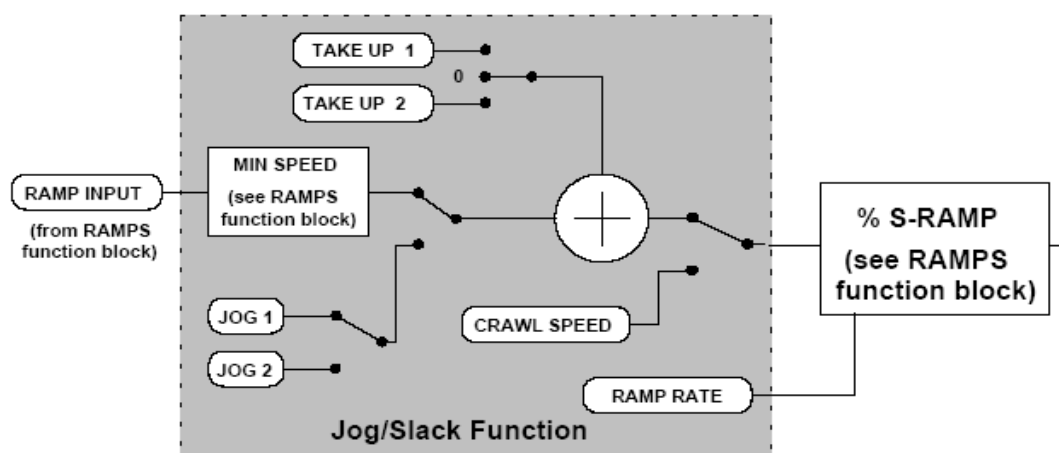 TAKE UP 1
0
TAKE UP 2
MIN SPEED
(see RAMPS
function block)
RAMP INPUT
(from RAMPS
function block)
% S-RAMP
(see RAMPS
function block)
JOG 1
CRAWL SPEED
JOG 2
RAMP RATE
Jog/Slack Function